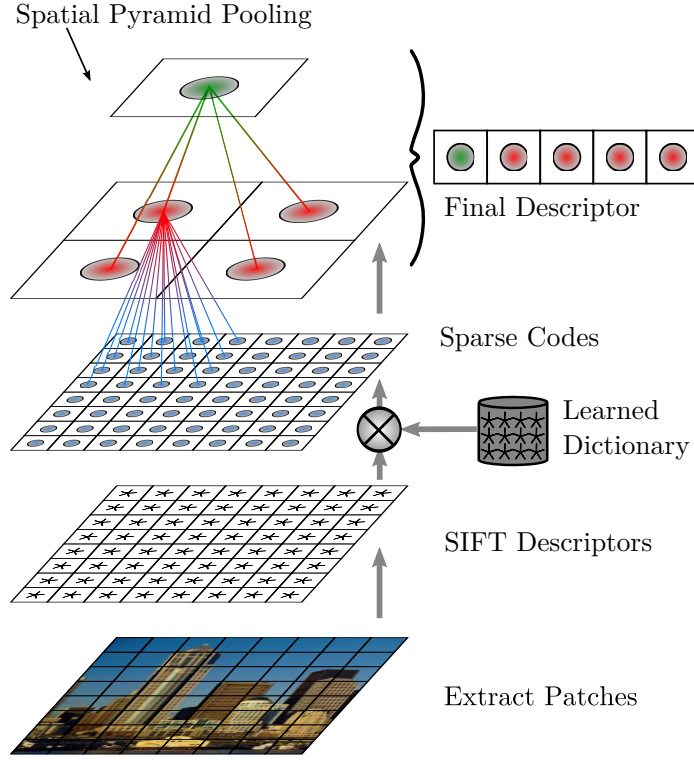 Spatial Pyramid Pooling
Final Descriptor
Sparse Codes
Learned
Dictionary
SIFT Descriptors
Extract Patches